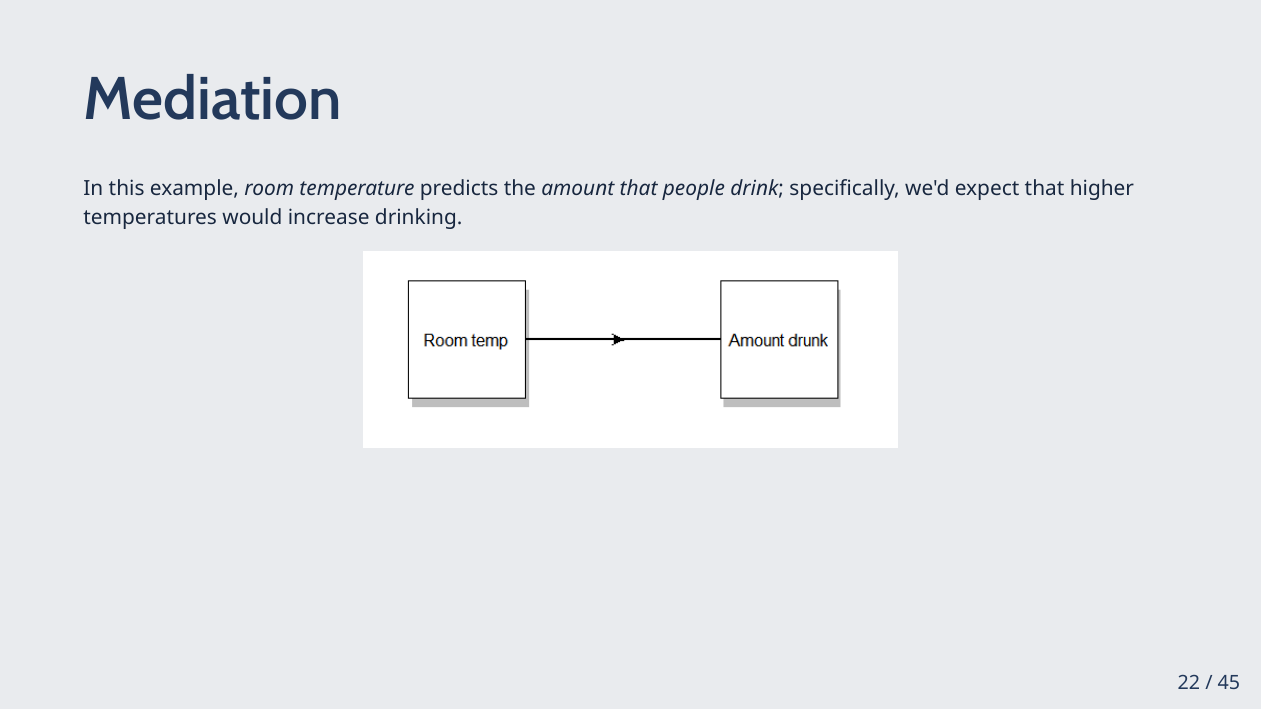 Mediation
In this example, room temperature predicts the amount that people drink; specifically, we'd expect that higher
temperatures would increase drinking.
Room temp
Amount drunk
22 / 45